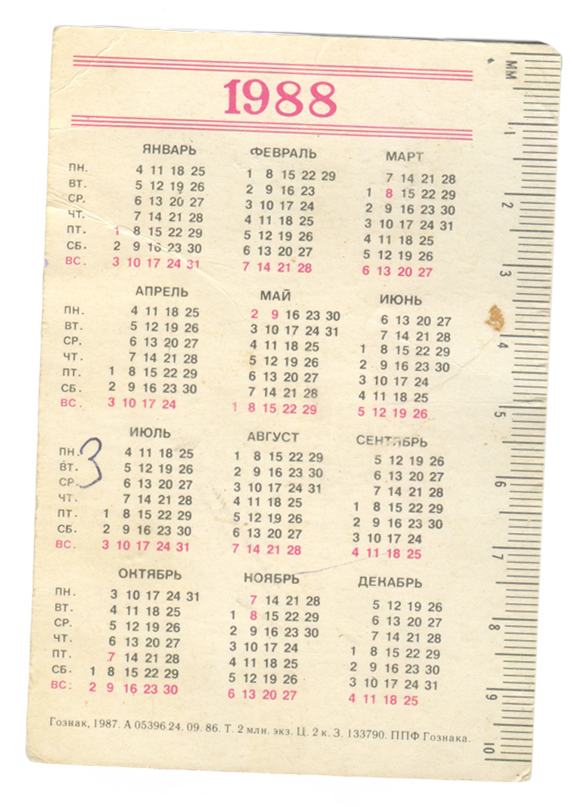 1988
ЯНВАРЬ ФЕВРАЛЬ МАРТ
ПН. 4 11 18 25 1 8 15 22 29 7 14 21 28
ВТ. 5 12 19 26 2 9 16 23 1 8 15 22 29
СР. 6 13 20 27 3 10 17 24 2 9 16 23 30
ЧТ. 7 14 21 28 4 11 18 25 3 10 17 24 31
ПТ. 1 8 15 22 29 5 12 19 26 4 11 18 25
СБ. 2 9 16 23 30 6 13 20 27 5 12 19 26
ВС. 3 10 17 24 31 7 14 21 28 6 13 20 27
АПРЕЛЬ МАЙ ИЮНЬ
ПН. 4 11 18 25 2 9 16 23 30 6 13 20 27
ВТ. 5 12 19 26 3 10 17 24 31 7 14 21 28
СР. 6 13 20 27 4 11 18 25 1 8 15 22 29
ЧТ. 7 14 21 28 5 12 19 26 2 9 16 23 30
ПТ. 1 8 15 22 29 6 13 20 27 3 10 17 24
СБ. 2 9 16 23 30 7 14 21 28 4 11 18 25
ВС. 3 10 17 24 1 8 15 22 29 5 12 19 26
ИЮЛЬ АВГУСТ СЕНТЯБРЬ
ПН. 4 11 18 25 1 8 15 22 29 5 12 19 26
ВТ. 5 12 19 26 2 9 16 23 30 6 13 20 27
СР. 6 13 20 27 3 10 17 24 31 7 14 21 28
ЧТ. 7 14 21 28 4 11 18 25 1 8 15 22 29
ПТ. 1 8 15 22 29 5 12 19 26 2 9 16 23 30
СБ. 2 9 16 23 30 6 13 20 27 3 10 17 24
ВС. 3 10 17 24 31 7 14 21 28 4 11 18 25
3
ОКТЯБРЬ НОЯБРЬ ДЕКАБРЬ
ПН. 3 10 17 24 31 7 14 21 28 5 12 19 26
ВТ. 4 11 18 25 1 8 15 22 29 6 13 20 27
СР. 5 12 19 26 2 9 16 23 30 7 14 21 28
ЧТ. 6 13 20 27 3 10 17 24 1 8 15 22 29
ПТ. 7 14 21 28 4 11 18 25 2 9 16 23 30
СБ. 1 8 15 22 29 5 12 19 26 3 10 17 24 31
ВС. 2 9 16 23 30 6 13 20 27 4 11 18 25
Гознак, 1987. А 05396 24. 09. 86. Т. 2 млн. экз. Ц. 2 к. З. 133790. ППФ Гознака.
ММ
1
2
3
4
5
6
7
8
9
10